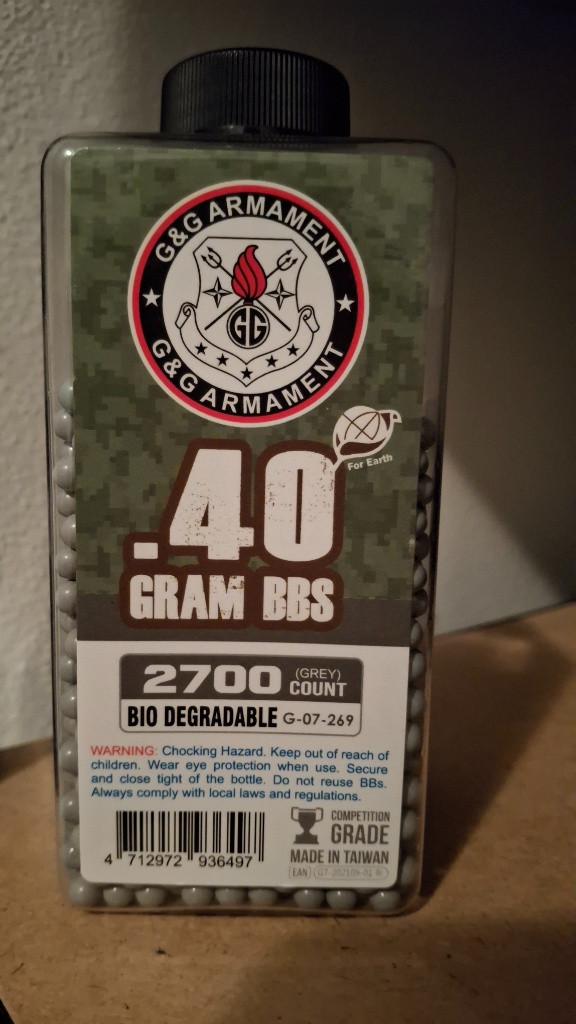 G&G ARMAMENT
GG
G&G ARMAMENT
For Earth
.40
GRAM BBS
2700 (GREY) COUNT
BIO DEGRADABLE G-07-269
WARNING: Chocking Hazard. Keep out of reach of
children. Wear eye protection when use. Secure
and close tight of the bottle. Do not reuse BBs.
Always comply with local laws and regulations.
4 712972 936497
COMPETITION
GRADE
MADE IN TAIWAN
EAN